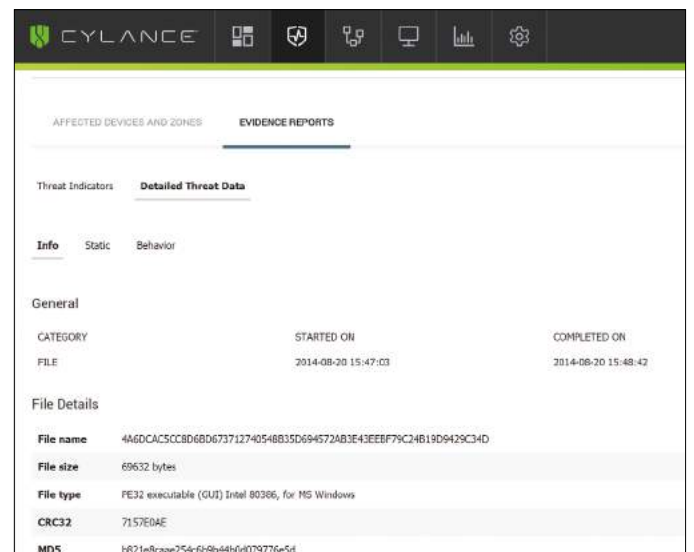 CYLANCE
AFFECTED DEVICES AND ZONES EVIDENCE REPORTS
Threat Indicators Detailed Threat Data
Info Static Behavior
General
CATEGORY STARTED ON COMPLETED ON
FILE 2014-08-20 15:47:03 2014-08-20 15:48:42
File Details
File name 4A6DCAC5CC8D6BD673712740548B35D694572AB3E43EEBF79C24B19D9429C34D
File size 69632 bytes
File type PE32 executable (GUI) Intel 80386, for MS Windows
CRC32 7157E0AE
MD5